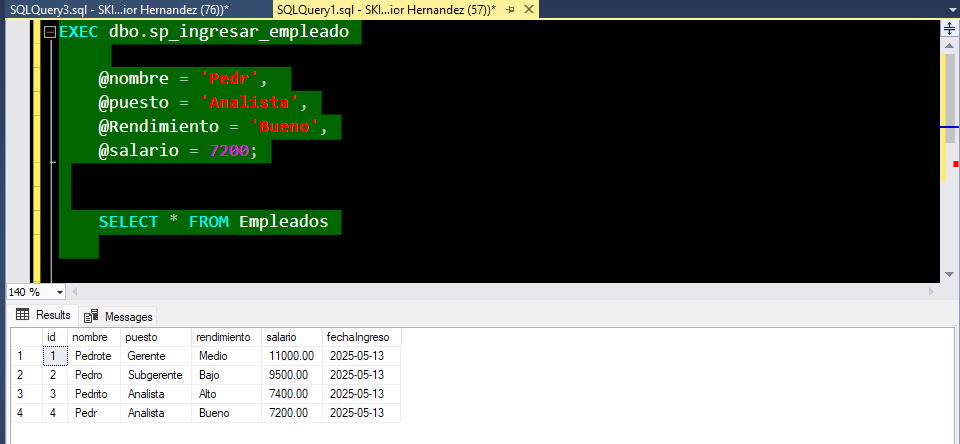 SQLQuery3.sql - SKI...ior Hernandez (76))* SQLQuery1.sql - SKI...ior Hernandez (57))*
EXEC dbo.sp_ingresar_empleado
@nombre = 'Pedr',
@puesto = 'Analista',
@Rendimiento = 'Bueno',
@salario = 7200;
SELECT * FROM Empleados
140 %
Results Messages
id nombre puesto rendimiento salario fechaIngreso
1 1 Pedrote Gerente Medio 11000.00 2025-05-13
2 2 Pedro Subgerente Bajo 9500.00 2025-05-13
3 3 Pedrito Analista Alto 7400.00 2025-05-13
4 4 Pedr Analista Bueno 7200.00 2025-05-13